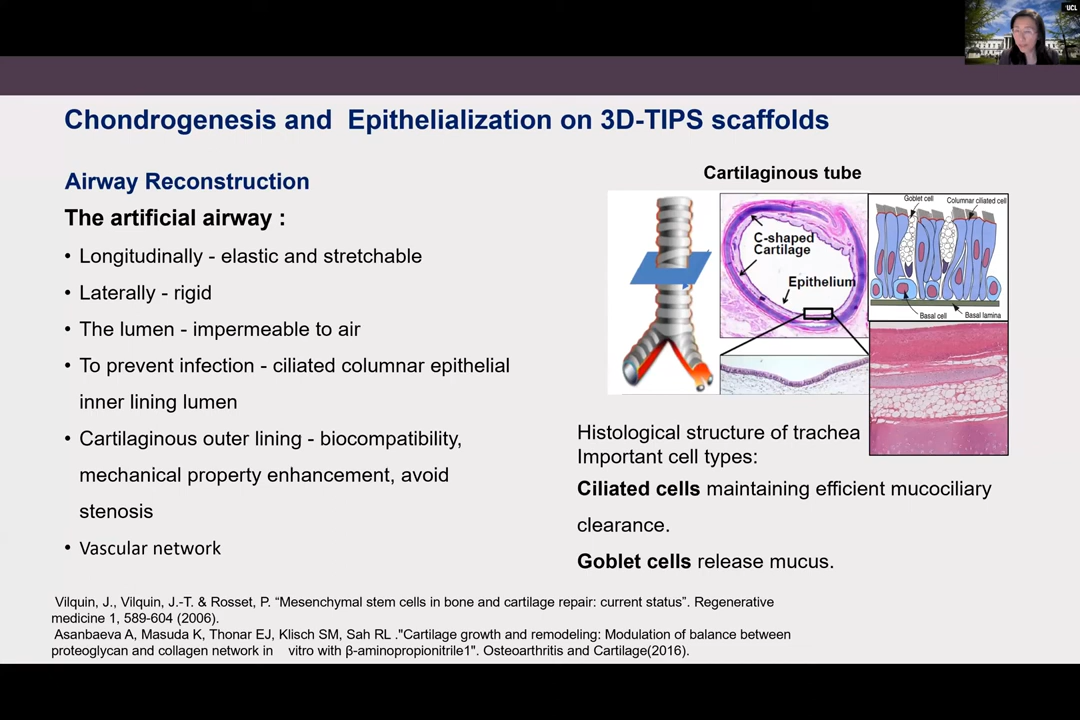 UCL
Chondrogenesis and Epithelialization on 3D-TIPS scaffolds
Airway Reconstruction
The artificial airway :
• Longitudinally - elastic and stretchable
• Laterally - rigid
• The lumen - impermeable to air
• To prevent infection - ciliated columnar epithelial
inner lining lumen
• Cartilaginous outer lining - biocompatibility,
mechanical property enhancement, avoid
stenosis
• Vascular network
Cartilaginous tube
C-shaped
Cartilage
Epithelium
Goblet cell
Columnar ciliated cell
Basal cell
Basal lamina
Histological structure of trachea
Important cell types:
Ciliated cells maintaining efficient mucociliary
clearance.
Goblet cells release mucus.
Vilquin, J., Vilquin, J.-T. & Rosset, P. “Mesenchymal stem cells in bone and cartilage repair: current status”. Regenerative
medicine 1, 589-604 (2006).
Asanbaeva A, Masuda K, Thonar EJ, Klisch SM, Sah RL ."Cartilage growth and remodeling: Modulation of balance between
proteoglycan and collagen network in vitro with β-aminopropionitrile1". Osteoarthritis and Cartilage(2016).